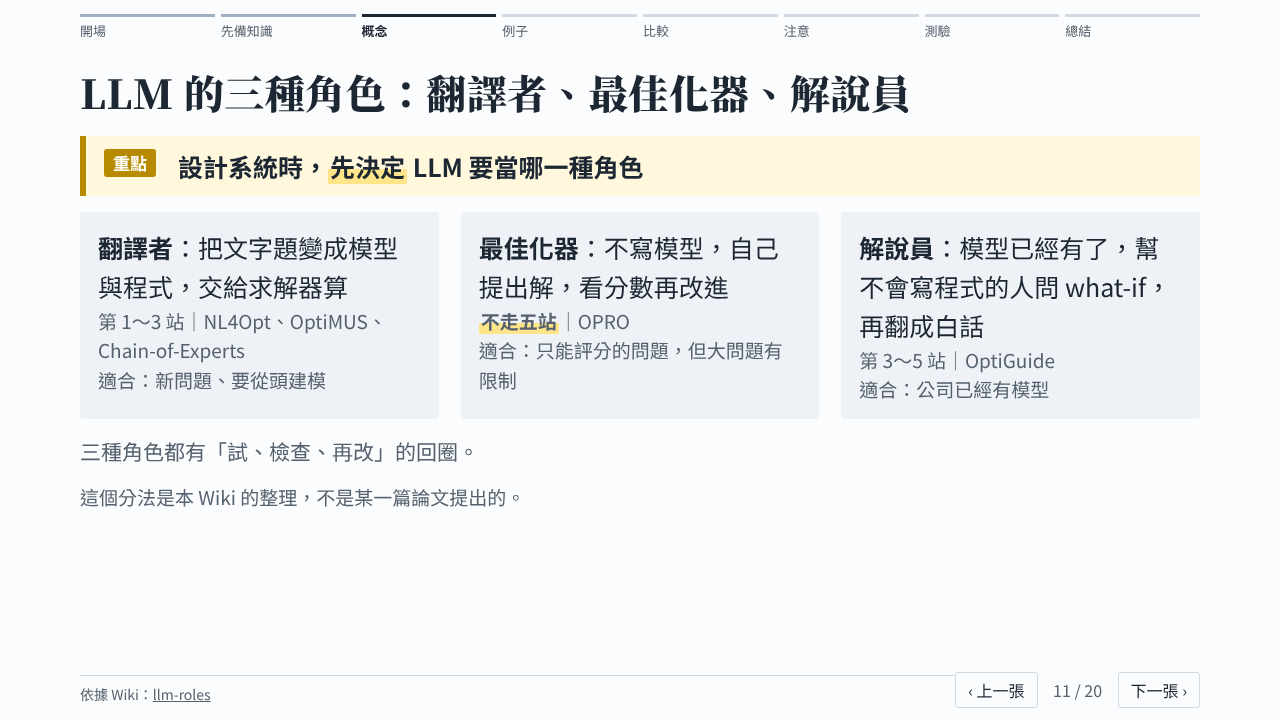 開場
先備知識
概念
例子
比較
注意
測驗
總結
LLM 的三種角色：翻譯者、最佳化器、解說員
重點 設計系統時，先決定 LLM 要當哪一種角色
翻譯者：把文字題變成模型
與程式，交給求解器算
第 1～3 站｜NL4Opt、OptiMUS、
Chain-of-Experts
適合：新問題、要從頭建模
最佳化器：不寫模型，自己
提出解，看分數再改進
不走五站｜OPRO
適合：只能評分的問題，但大問題有
限制
解說員：模型已經有了，幫
不會寫程式的人問 what-if，
再翻成白話
第 3～5 站｜OptiGuide
適合：公司已經有模型
三種角色都有「試、檢查、再改」的回圈。
這個分法是本 Wiki 的整理，不是某一篇論文提出的。
依據 Wiki：llm-roles
‹ 上一張
11 / 20
下一張 ›